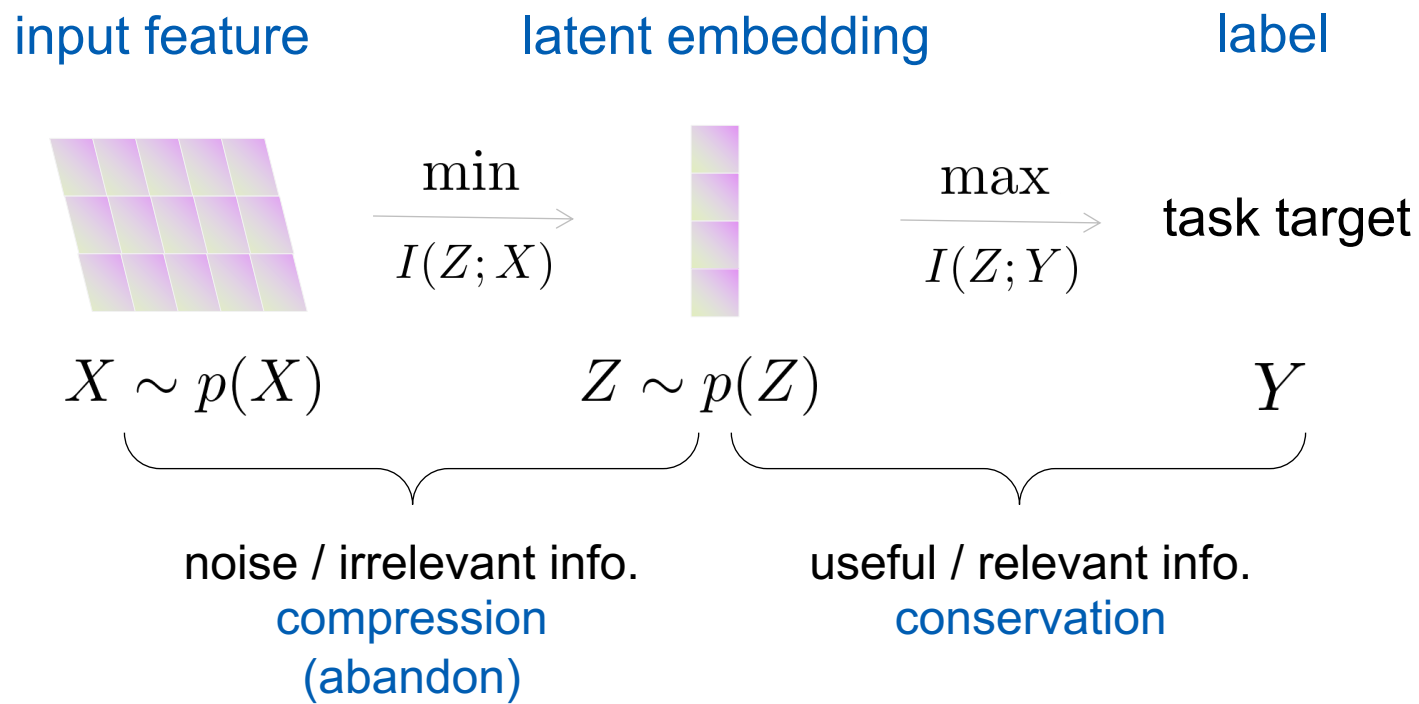 input feature
latent embedding
label
min
I(Z; X)
max
I(Z; Y)
task target
X ∼ p(X)
Z ∼ p(Z)
Y
noise / irrelevant info.
compression
(abandon)
useful / relevant info.
conservation